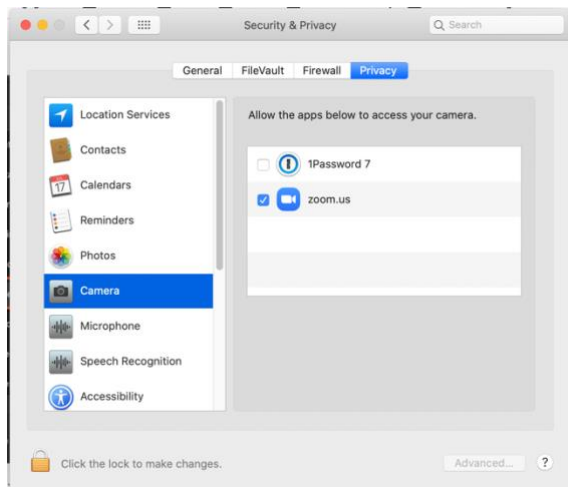 Security & Privacy
Search
General FileVault Firewall Privacy
Location Services
Contacts
17
Calendars
Reminders
Photos
Camera
Microphone
Speech Recognition
Accessibility
Allow the apps below to access your camera.
1Password 7
zoom.us
Click the lock to make changes.
Advanced... ?